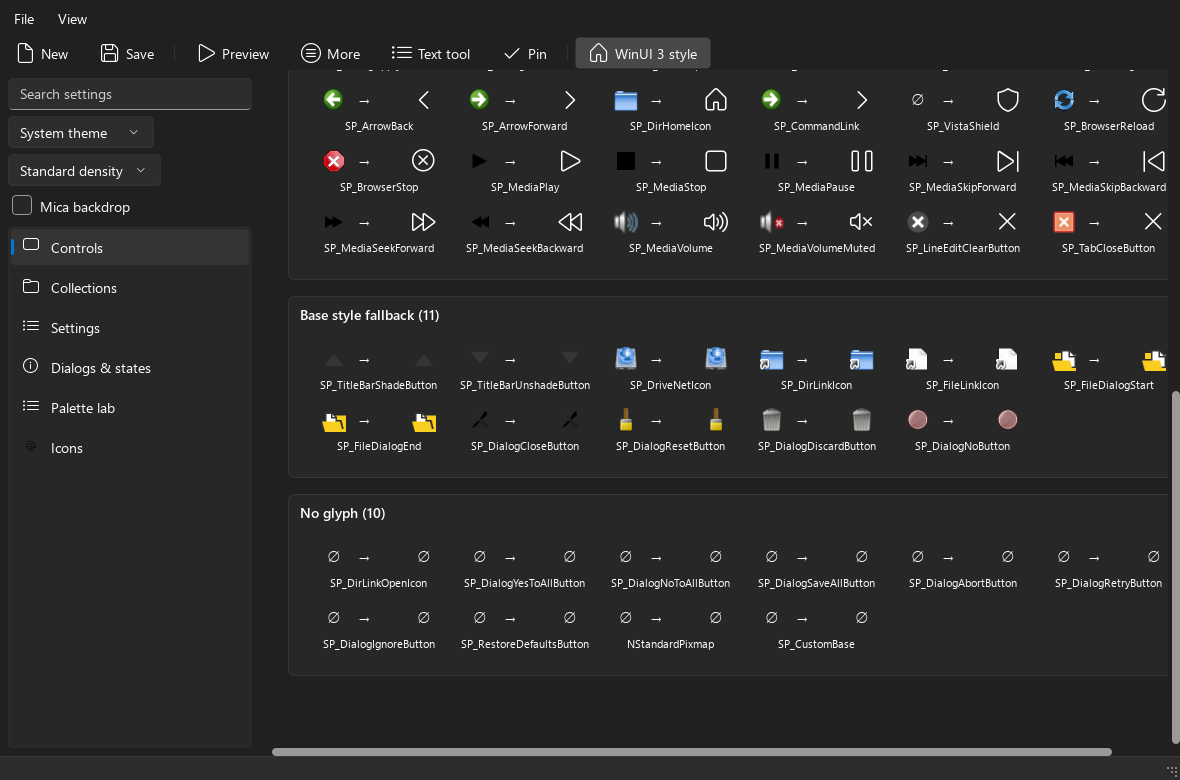 File View
New Save Preview More Text tool Pin WinUI 3 style
Search settings
System theme
Standard density
Mica backdrop
Controls
Collections
Settings
Dialogs & states
Palette lab
Icons
SP_ArrowBack SP_ArrowForward SP_DirHomeIcon SP_CommandLink SP_VistaShield SP_BrowserReload
SP_BrowserStop SP_MediaPlay SP_MediaStop SP_MediaPause SP_MediaSkipForward SP_MediaSkipBackward
SP_MediaSeekForward SP_MediaSeekBackward SP_MediaVolume SP_MediaVolumeMuted SP_LineEditClearButton SP_TabCloseButton
Base style fallback (11)
SP_TitleBarShadeButton SP_TitleBarUnshadeButton SP_DriveNetIcon SP_DirLinkIcon SP_FileLinkIcon SP_FileDialogStart
SP_FileDialogEnd SP_DialogCloseButton SP_DialogResetButton SP_DialogDiscardButton SP_DialogNoButton
No glyph (10)
SP_DirLinkOpenIcon SP_DialogYesToAllButton SP_DialogNoToAllButton SP_DialogSaveAllButton SP_DialogAbortButton SP_DialogRetryButton
SP_DialogIgnoreButton SP_RestoreDefaultsButton NStandardPixmap SP_CustomBase